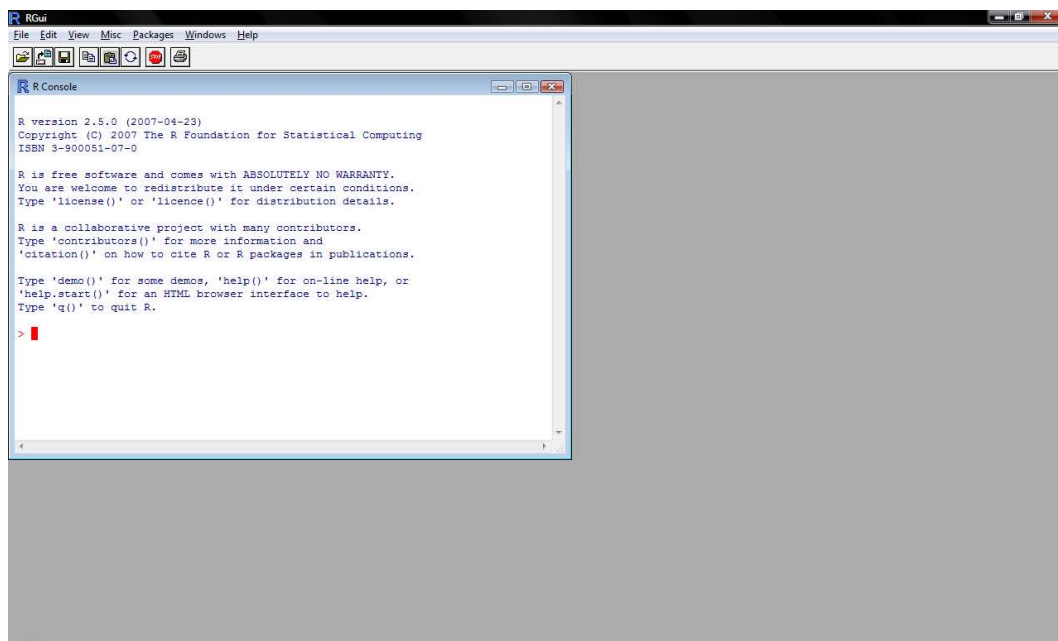 RGui
File Edit View Misc Packages Windows Help
STOP
R Console
R version 2.5.0 (2007-04-23)
Copyright (C) 2007 The R Foundation for Statistical Computing
ISBN 3-900051-07-0
R is free software and comes with ABSOLUTELY NO WARRANTY.
You are welcome to redistribute it under certain conditions.
Type 'license()' or 'licence()' for distribution details.
R is a collaborative project with many contributors.
Type 'contributors()' for more information and
'citation()' on how to cite R or R packages in publications.
Type 'demo()' for some demos, 'help()' for on-line help, or
'help.start()' for an HTML browser interface to help.
Type 'q()' to quit R.
>